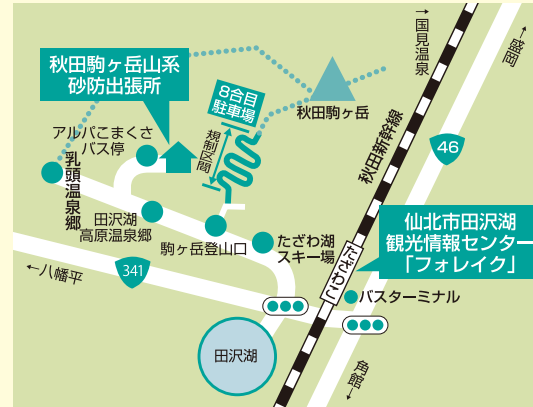 →国見温泉
→盛岡
秋田駒ヶ岳山系
砂防出張所
8合目
駐車場
秋田駒ヶ岳
秋田新幹線
46
アルパこまくさ
バス停
規制区間
乳頭温泉郷
田沢湖
高原温泉郷
駒ヶ岳登山口
たざわ湖
スキー場
仙北市田沢湖
観光情報センター
「フォレイク」
たざわこ
←八幡平
341
バスターミナル
田沢湖
角館→